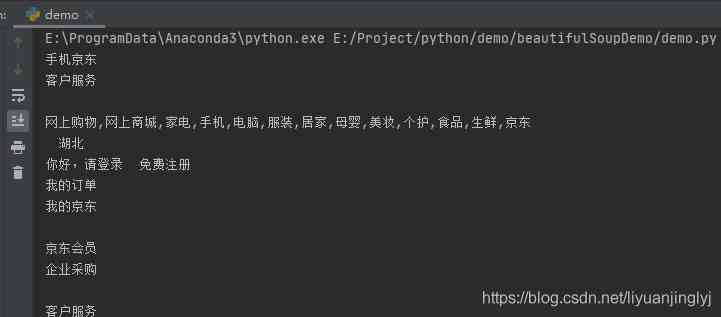 n:
demo
E:\ProgramData\Anaconda3\python.exe E:/Project/python/demo/beautifulSoupDemo/demo.py
手机京东
客户服务
网上购物,网上商城,家电,手机,电脑,服装,居家,母婴,美妆,个护,食品,生鲜,京东
湖北
你好，请登录 免费注册
我的订单
我的京东
京东会员
企业采购
客户服务
https://blog.csdn.net/liyuanjinglyj